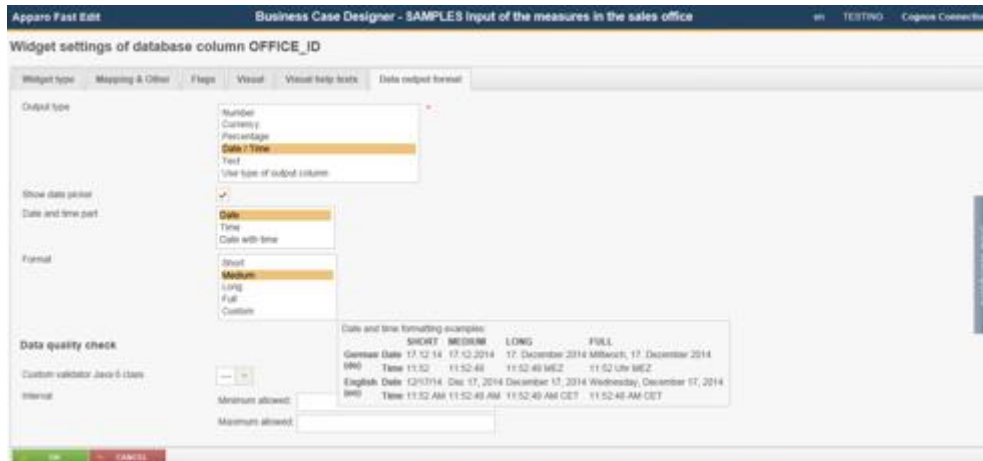 Apparo Fast Edit
Business Case Designer - SAMPLES Input of the measures in the sales office
en TESTING Cognos Connectio
Widget settings of database column OFFICE_ID
Widget type Mapping & Other Flags Visual Visual help texts Data output format
Output type
Number
Currency
Percentage
Date / Time
Text
Use type of output column
Show date picker
Date and time part
Date
Time
Date with time
Format
Short
Medium
Long
Full
Custom
Date and time formatting examples:
SHORT MEDIUM LONG FULL
German Date 17.12.14 17.12.2014 17. Dezember 2014 Mittwoch, 17. Dezember 2014
(de) Time 11:52 11:52:48 11:52:48 MEZ 11:52 Uhr MEZ
English Date 12/17/14 Dec 17, 2014 December 17, 2014 Wednesday, December 17, 2014
(en) Time 11:52 AM 11:52:48 AM 11:52:48 AM CET 11:52:48 AM CET
Data quality check
Custom validator Java 6 class
---
Interval
Minimum allowed:
Maximum allowed:
OK CANCEL